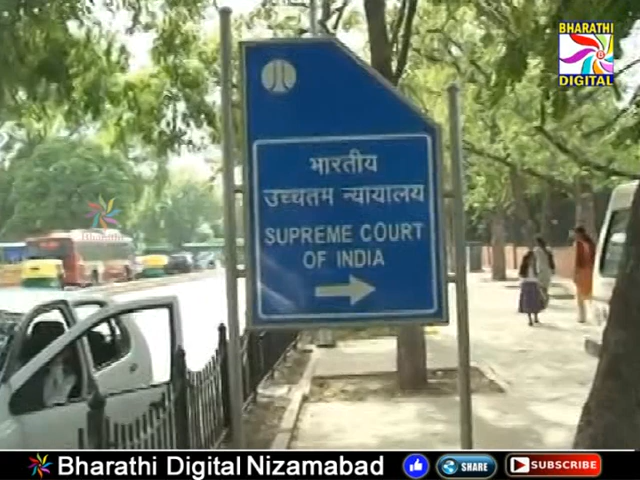 BHARATHI
DIGITAL
भारतीय
उच्चतम न्यायालय
SUPREME COURT
OF INDIA
Bharathi Digital Nizamabad
SHARE
SUBSCRIBE